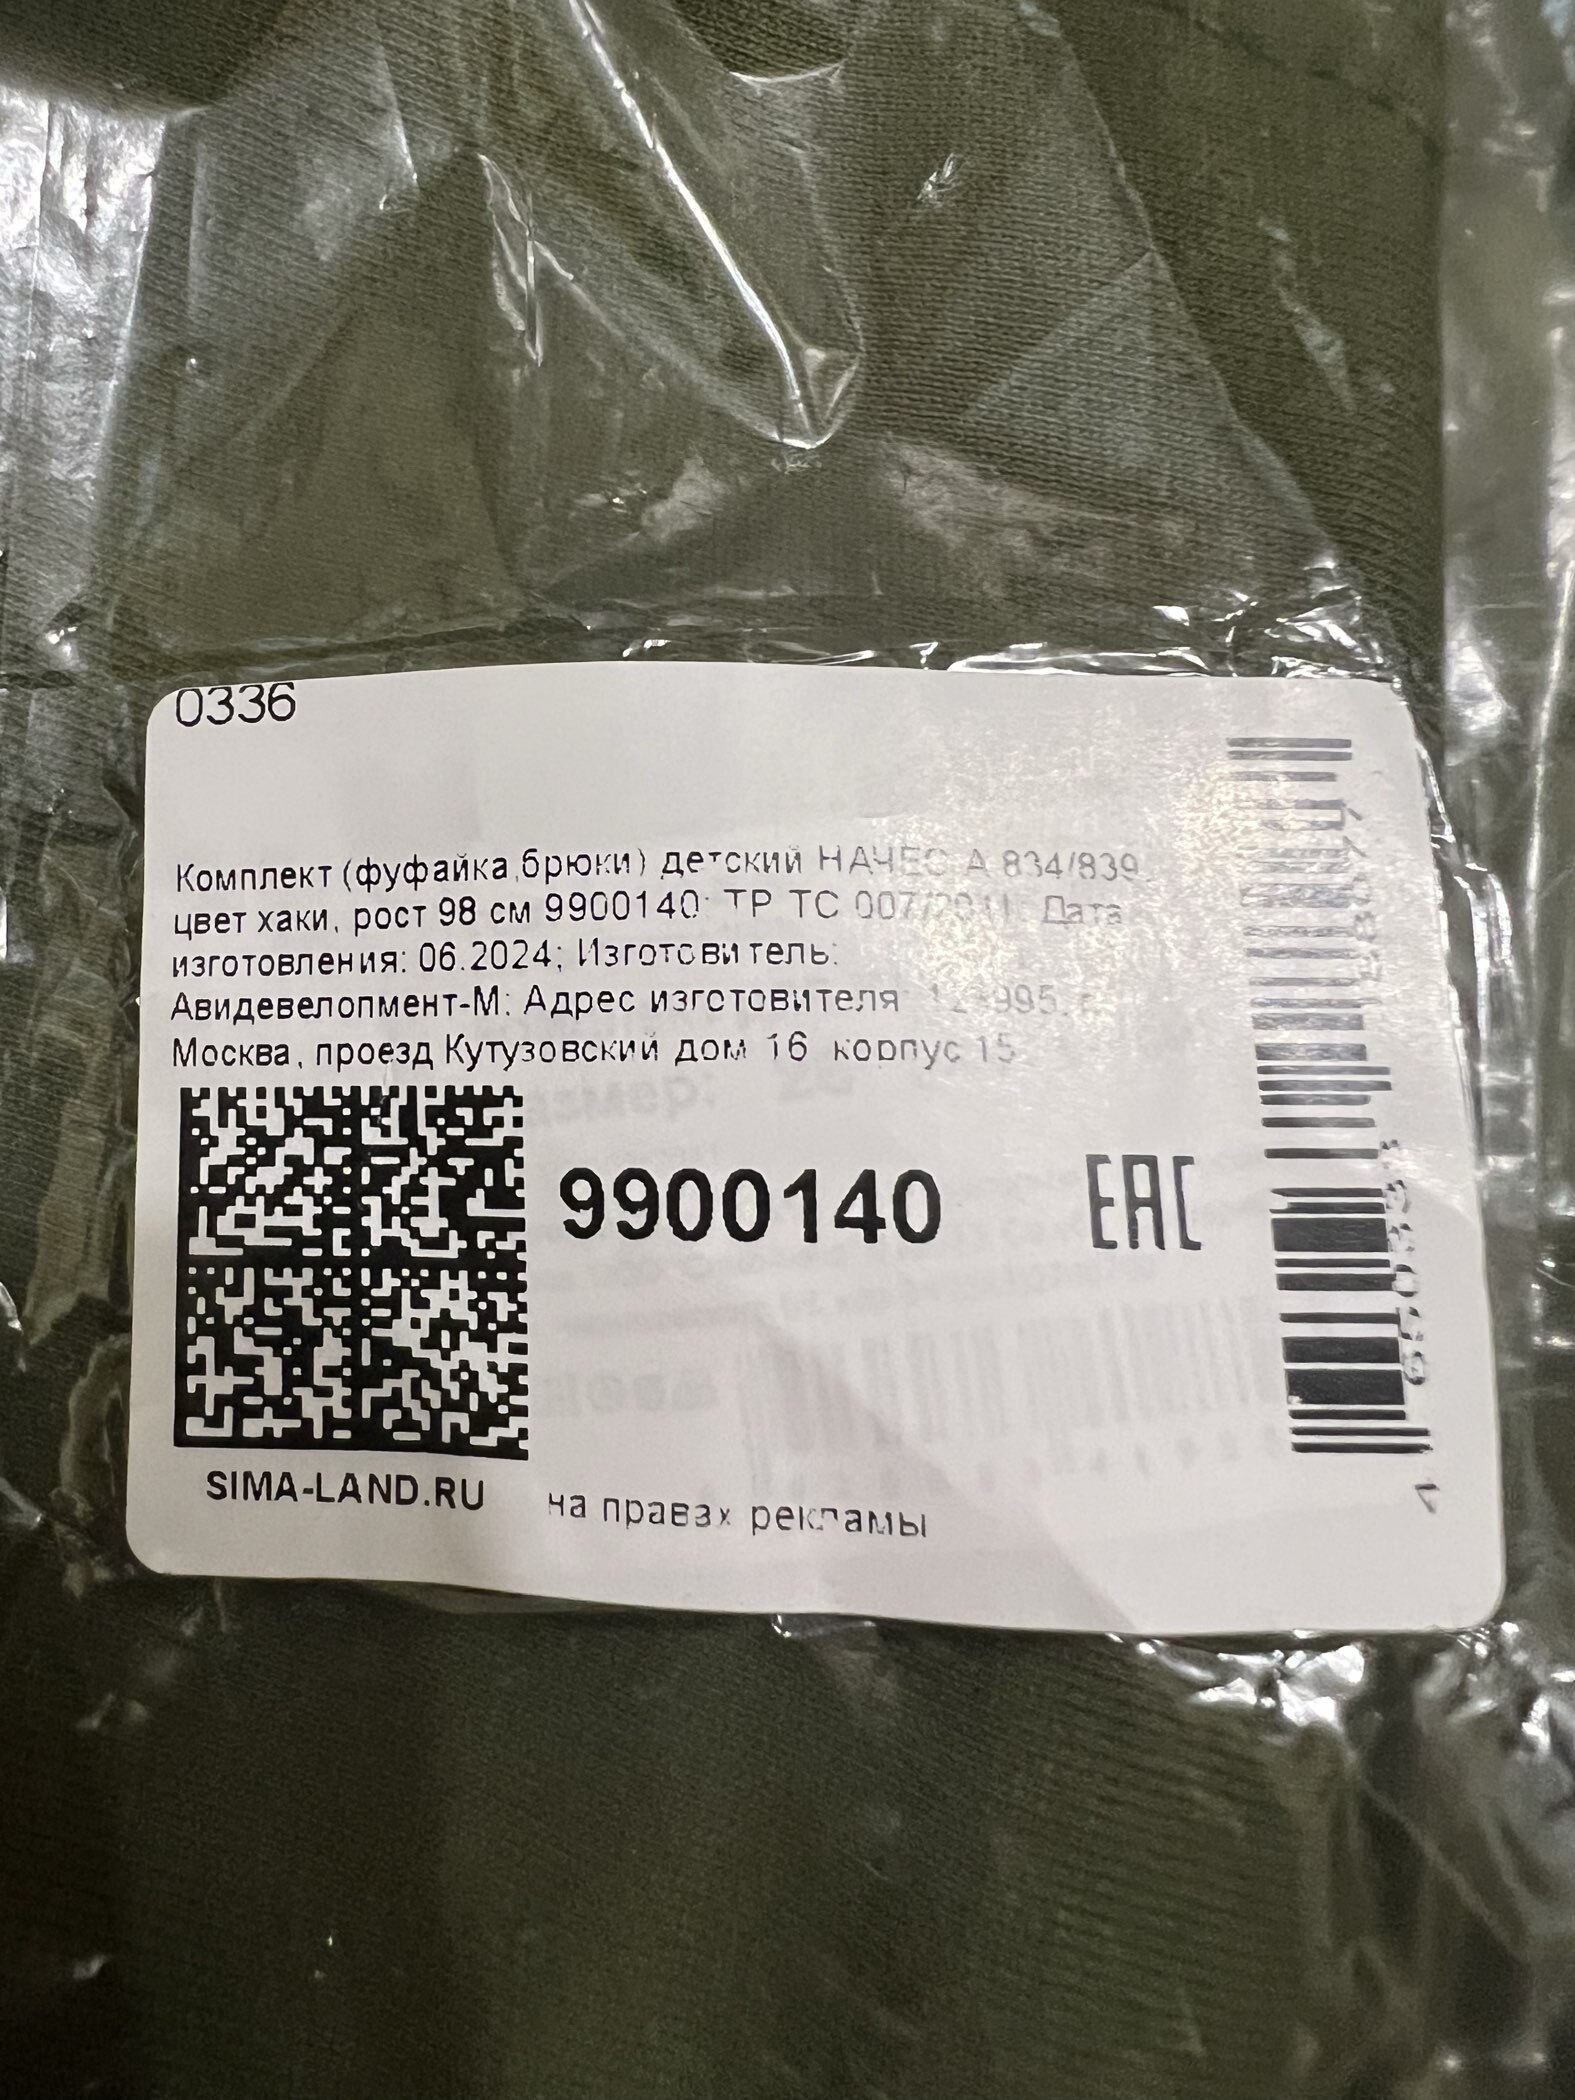 0336
Комплект (фуфайка,брюки) детский НАЧЕС А 834/839,
цвет хаки, рост 98 см 9900140; ТР ТС 007/2011; Дата
изготовления: 06.2024; Изготовитель:
Авидевелопмент-М; Адрес изготовителя
Москва, проезд Кутузовский дом 16 корпус 15
9900140
EAC
SIMA-LAND.RU
на правах рекламы